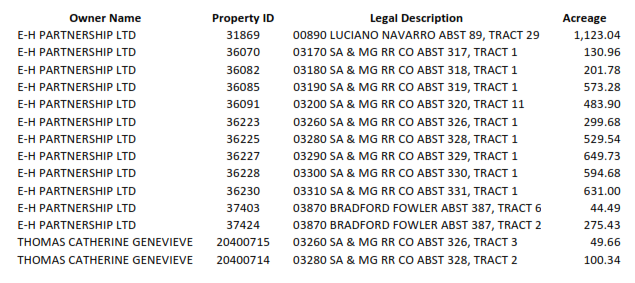 Owner Name Property ID Legal Description Acreage
E-H PARTNERSHIP LTD 31869 00890 LUCIANO NAVARRO ABST 89, TRACT 29 1,123.04
E-H PARTNERSHIP LTD 36070 03170 SA & MG RR CO ABST 317, TRACT 1 130.96
E-H PARTNERSHIP LTD 36082 03180 SA & MG RR CO ABST 318, TRACT 1 201.78
E-H PARTNERSHIP LTD 36085 03190 SA & MG RR CO ABST 319, TRACT 1 573.28
E-H PARTNERSHIP LTD 36091 03200 SA & MG RR CO ABST 320, TRACT 11 483.90
E-H PARTNERSHIP LTD 36223 03260 SA & MG RR CO ABST 326, TRACT 1 299.68
E-H PARTNERSHIP LTD 36225 03280 SA & MG RR CO ABST 328, TRACT 1 529.54
E-H PARTNERSHIP LTD 36227 03290 SA & MG RR CO ABST 329, TRACT 1 649.73
E-H PARTNERSHIP LTD 36228 03300 SA & MG RR CO ABST 330, TRACT 1 594.68
E-H PARTNERSHIP LTD 36230 03310 SA & MG RR CO ABST 331, TRACT 1 631.00
E-H PARTNERSHIP LTD 37403 03870 BRADFORD FOWLER ABST 387, TRACT 6 44.49
E-H PARTNERSHIP LTD 37424 03870 BRADFORD FOWLER ABST 387, TRACT 2 275.43
THOMAS CATHERINE GENEVIEVE 20400715 03260 SA & MG RR CO ABST 326, TRACT 3 49.66
THOMAS CATHERINE GENEVIEVE 20400714 03280 SA & MG RR CO ABST 328, TRACT 2 100.34